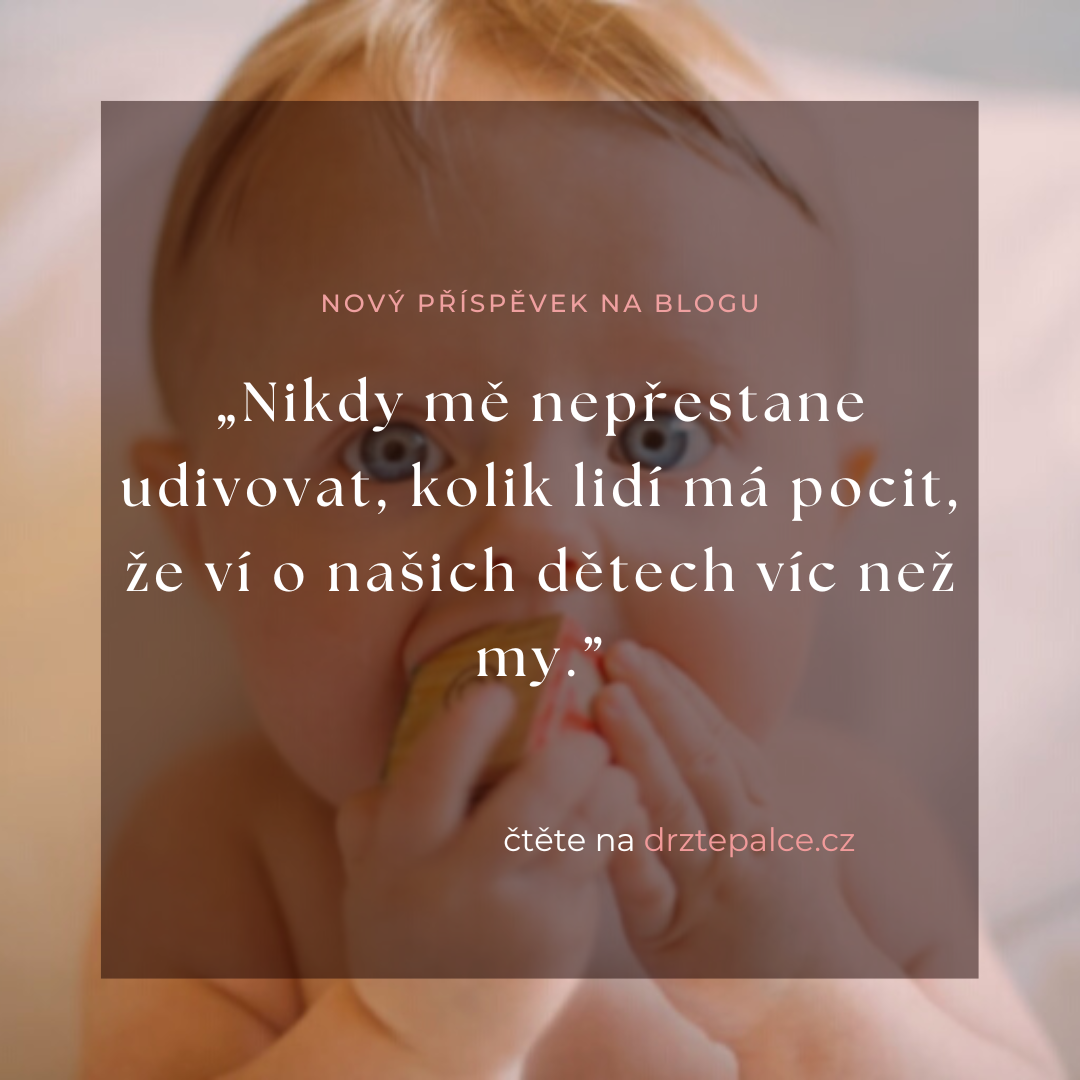 NOVÝ PŘÍSPĚVEK NA BLOGU
„Nikdy mě nepřestane
udivovat, kolik lidí má pocit,
že ví o našich dětech víc než
my.”
čtěte na drztepalce.cz